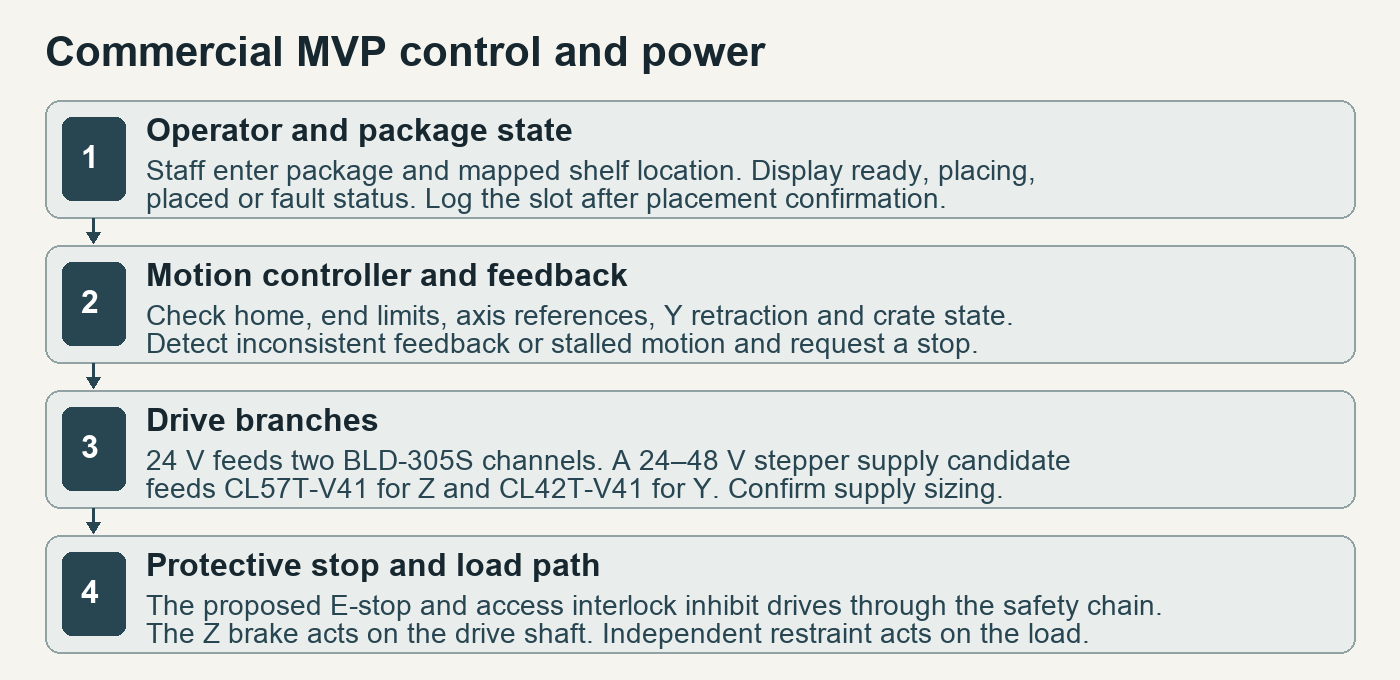 Commercial MVP control and power
1
Operator and package state
Staff enter package and mapped shelf location. Display ready, placing,
placed or fault status. Log the slot after placement confirmation.
2
Motion controller and feedback
Check home, end limits, axis references, Y retraction and crate state.
Detect inconsistent feedback or stalled motion and request a stop.
3
Drive branches
24 V feeds two BLD-305S channels. A 24–48 V stepper supply candidate
feeds CL57T-V41 for Z and CL42T-V41 for Y. Confirm supply sizing.
4
Protective stop and load path
The proposed E-stop and access interlock inhibit drives through the safety chain.
The Z brake acts on the drive shaft. Independent restraint acts on the load.